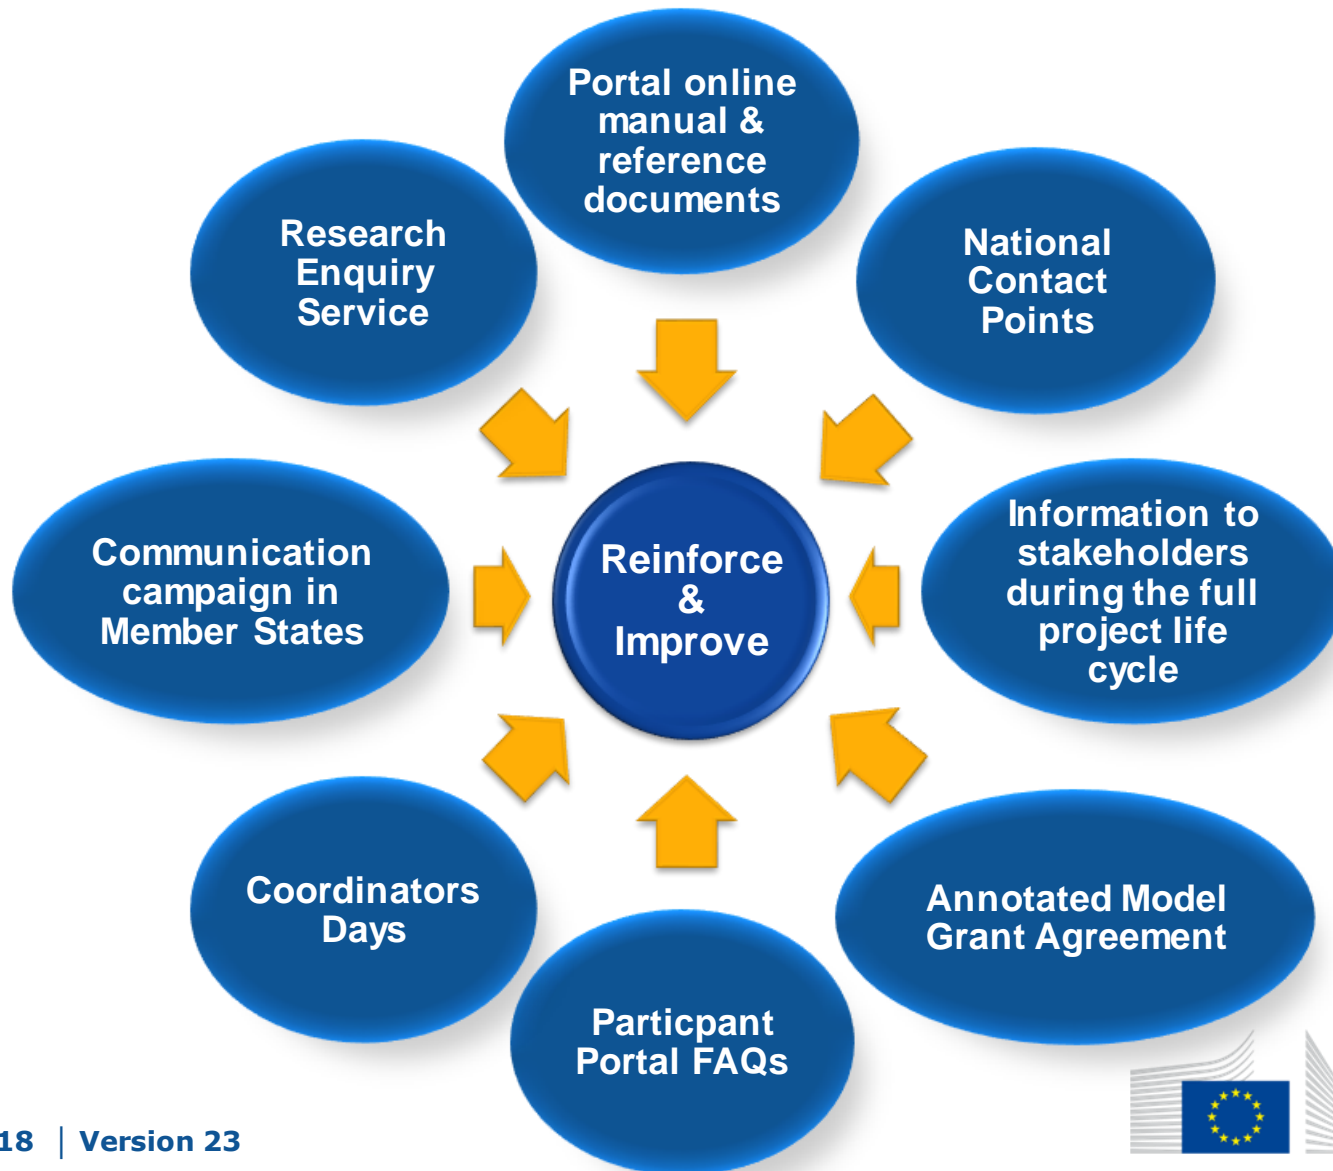 Portal online
manual &
reference
documents
Research
Enquiry
Service
National
Contact
Points
Communication
campaign in
Member States
Reinforce
&
Improve
Information to
stakeholders
during the full
project life
cycle
Coordinators
Days
Annotated Model
Grant Agreement
Particpant
Portal FAQs
18 | Version 23